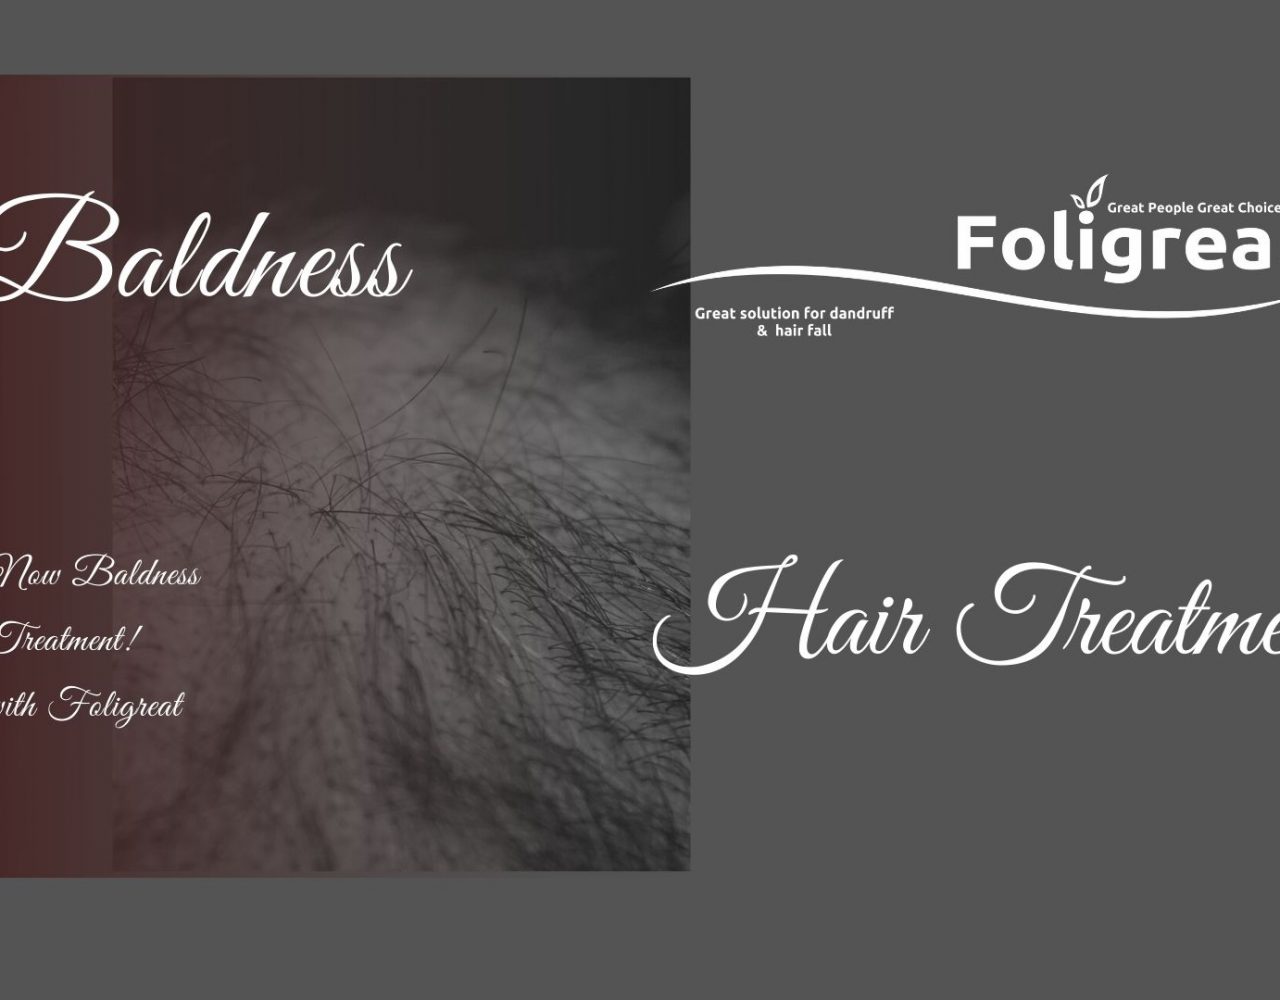 Baldness
Now Baldness
Treatment!
with Foligreat
Great People Great Choice
Foligrea
Great solution for dandruff
& hair fall
Hair Treatme